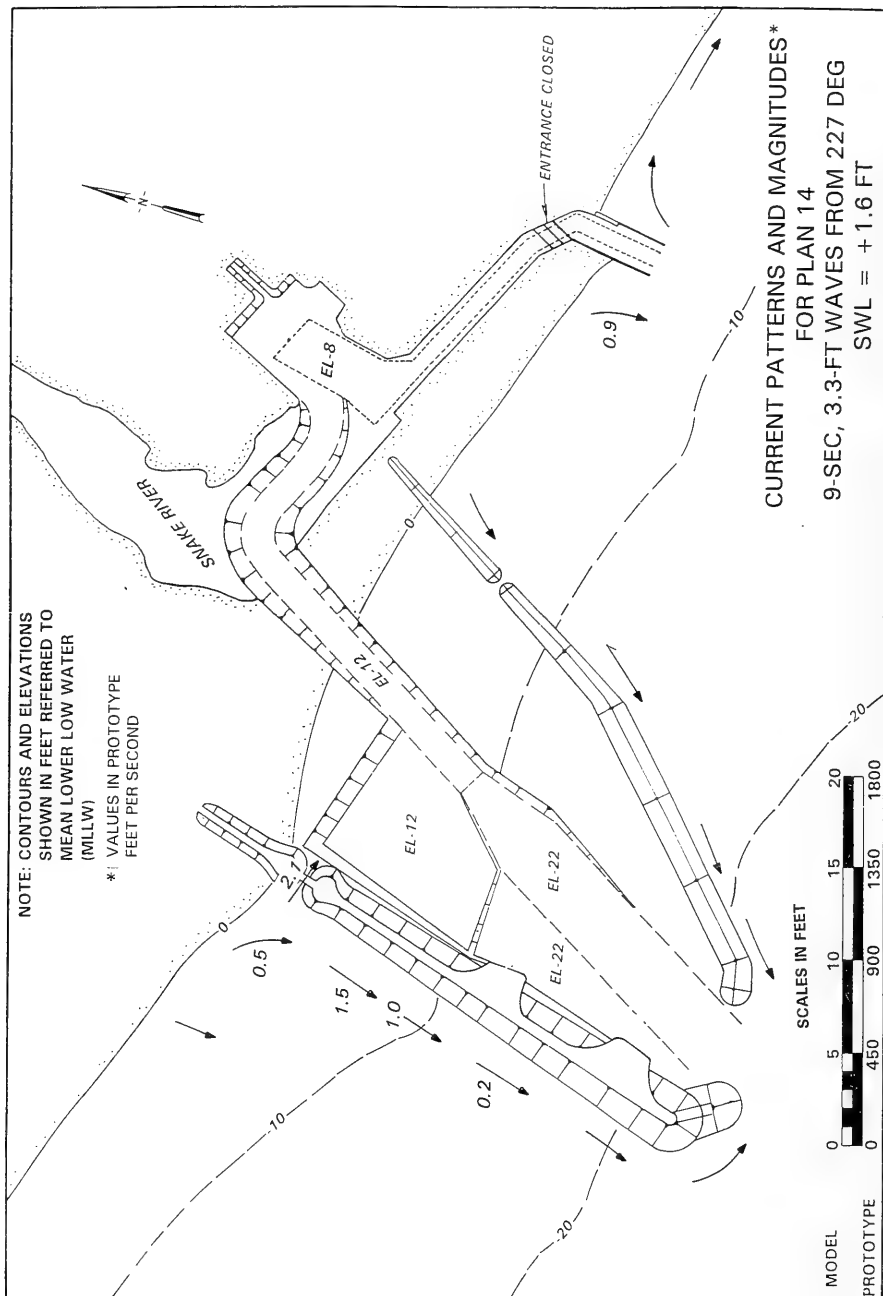 NOTE: CONTOURS AND ELEVATIONS
SHOWN IN FEET REFERRED TO
MEAN LOWER LOW WATER
(MLLW)
* VALUES IN PROTOTYPE
FEET PER SECOND
SNAKE RIVER
N
EL-8
ENTRANCE CLOSED
0
0
2.1
0.5
1.5
1.0
0.2
0.9
EL-12
EL-12
EL-22
EL-22
-10
-10
-20
-20
CURRENT PATTERNS AND MAGNITUDES*
FOR PLAN 14
9-SEC, 3.3-FT WAVES FROM 227 DEG
SWL = +1.6 FT
SCALES IN FEET
MODEL 0 5 10 15 20
PROTOTYPE 0 450 900 1350 1800